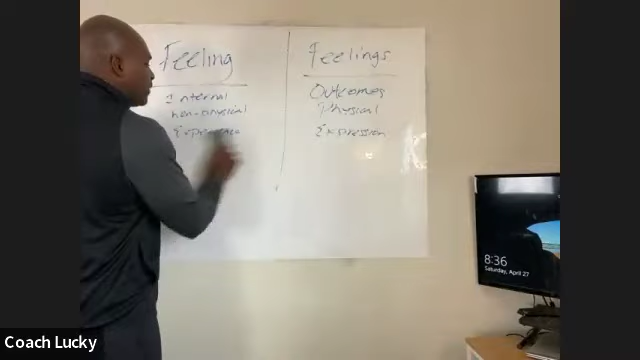 Feeling
Internal
non-physical
Feelings
Outcomes
Physical
Expression
8:36
Saturday, April 27
Coach Lucky